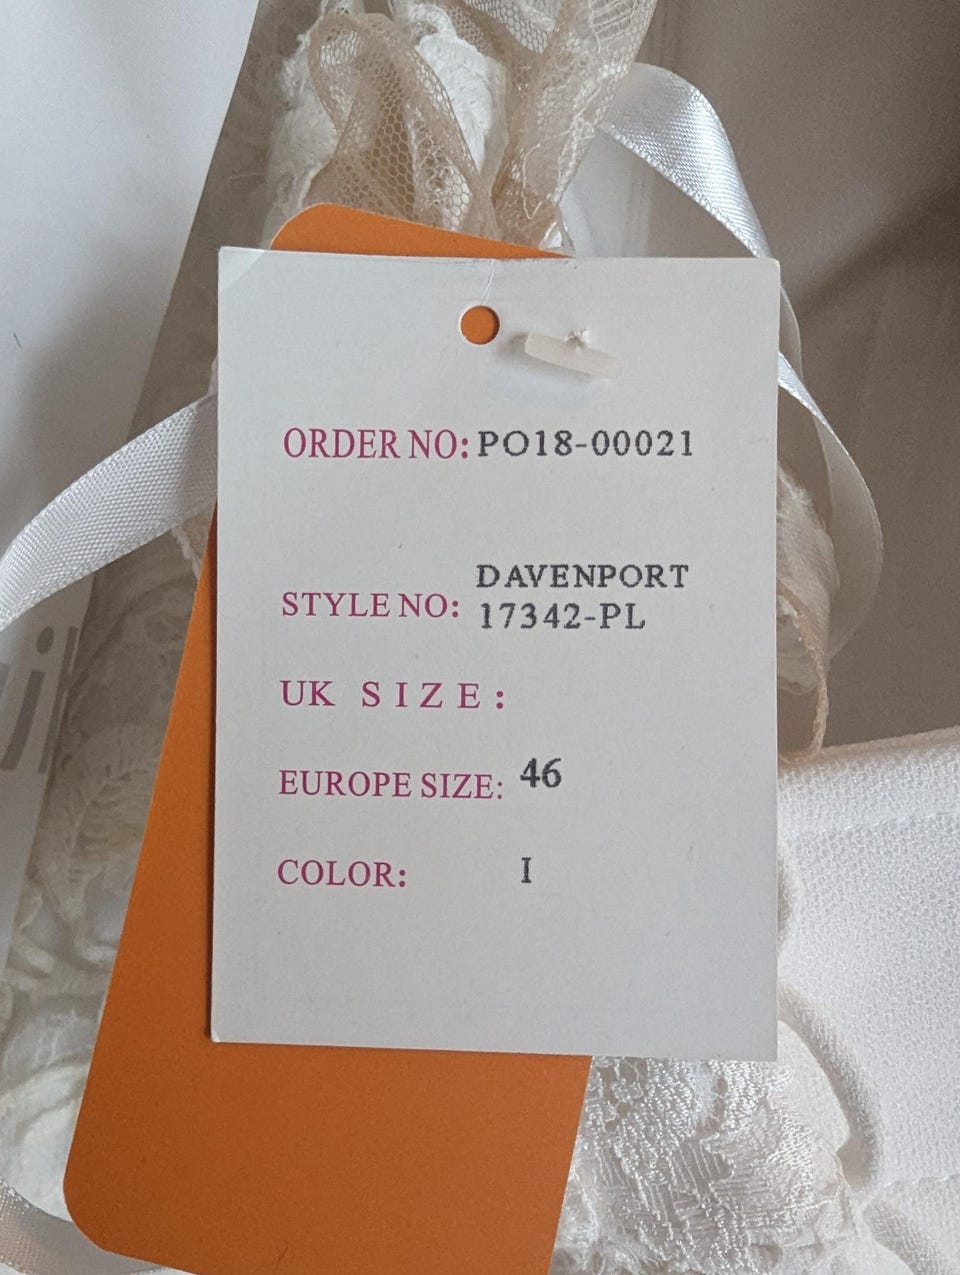 ORDER NO: PO18-00021
STYLE NO: DAVENPORT
17342-PL
UK SIZE:
EUROPE SIZE: 46
COLOR: I